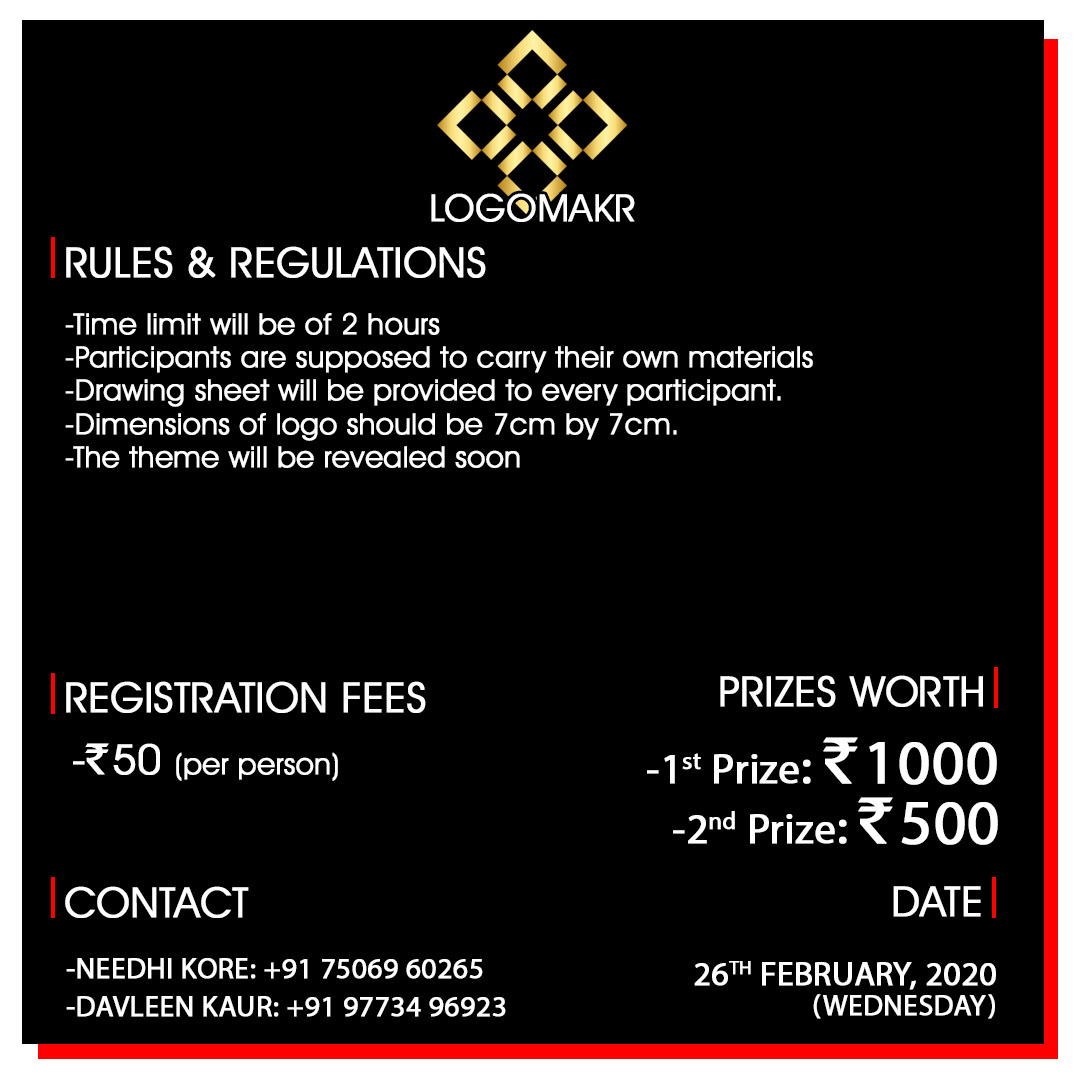 LOGOMAKR
RULES & REGULATIONS
-Time limit will be of 2 hours
-Participants are supposed to carry their own materials
-Drawing sheet will be provided to every participant.
-Dimensions of logo should be 7cm by 7cm.
-The theme will be revealed soon
REGISTRATION FEES
-₹50 (per person)
PRIZES WORTH
-1st Prize: ₹1000
-2nd Prize: ₹500
CONTACT
-NEEDHI KORE: +91 75069 60265
-DAVLEEN KAUR: +91 97734 96923
DATE
26TH FEBRUARY, 2020
(WEDNESDAY)